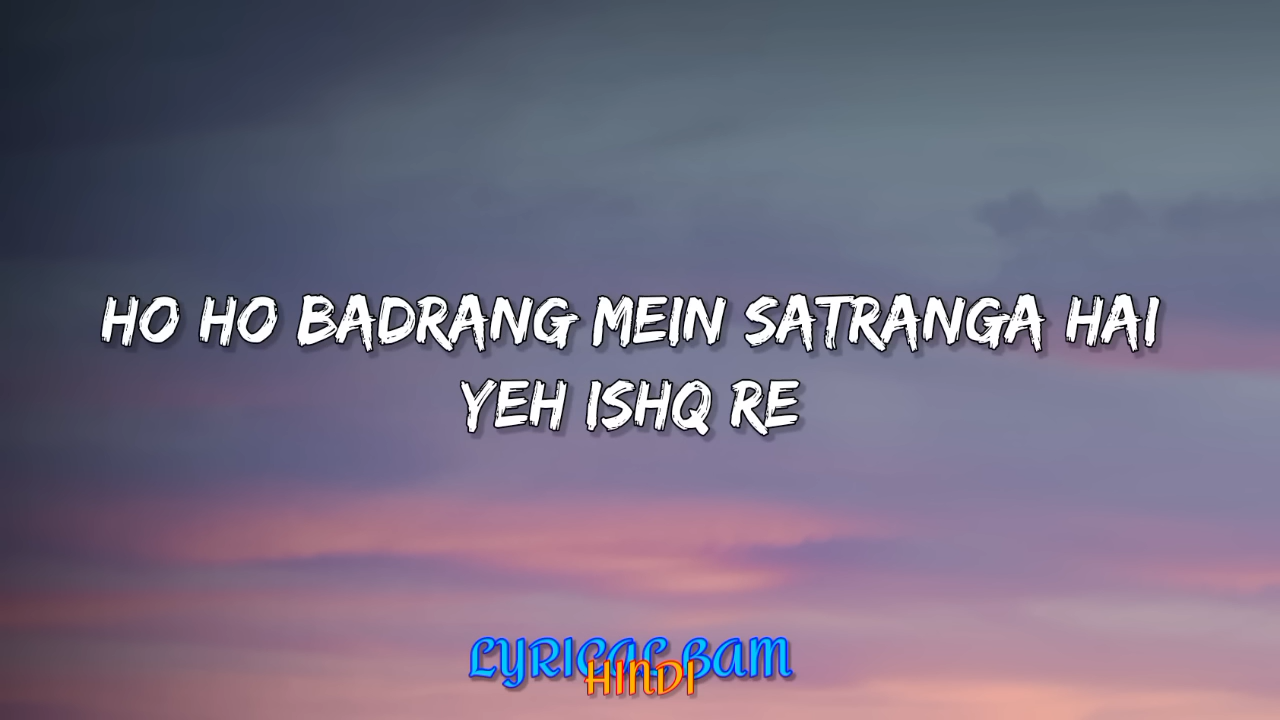 HO HO BADRANG MEIN SATRANGA HAI
YEH ISHQ RE
LYRICAL BAM
HINDI